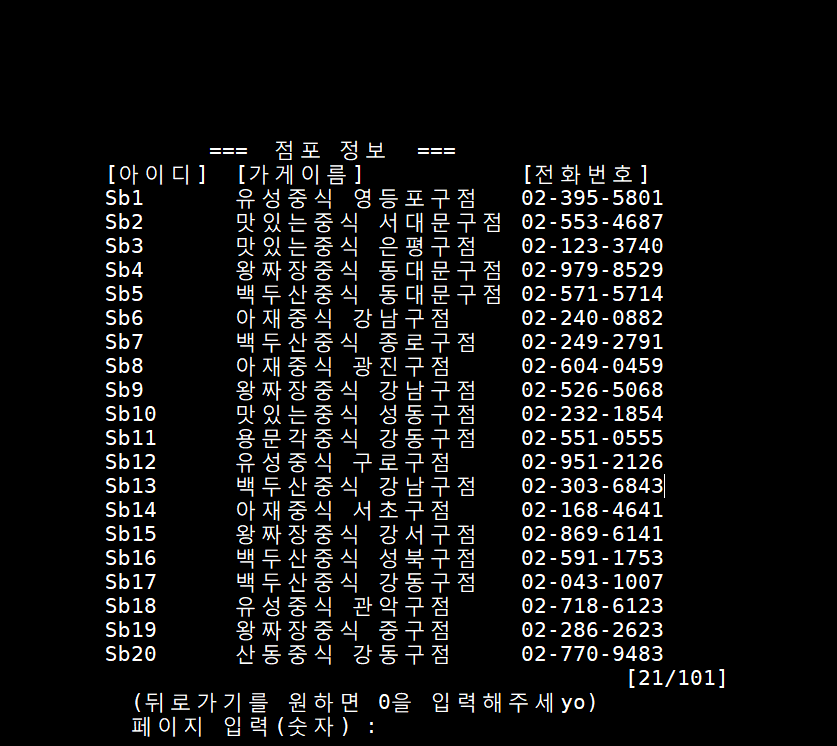 === 점포 정보 ===
[아이디] [가게이름] [전화번호]
Sb1 유성중식 영등포구점 02-395-5801
Sb2 맛있는중식 서대문구점 02-553-4687
Sb3 맛있는중식 은평구점 02-123-3740
Sb4 왕짜장중식 동대문구점 02-979-8529
Sb5 백두산중식 동대문구점 02-571-5714
Sb6 아재중식 강남구점 02-240-0882
Sb7 백두산중식 종로구점 02-249-2791
Sb8 아재중식 광진구점 02-604-0459
Sb9 왕짜장중식 강남구점 02-526-5068
Sb10 맛있는중식 성동구점 02-232-1854
Sb11 용문각중식 강동구점 02-551-0555
Sb12 유성중식 구로구점 02-951-2126
Sb13 백두산중식 강남구점 02-303-6843
Sb14 아재중식 서초구점 02-168-4641
Sb15 왕짜장중식 강서구점 02-869-6141
Sb16 백두산중식 성북구점 02-591-1753
Sb17 백두산중식 강동구점 02-043-1007
Sb18 유성중식 관악구점 02-718-6123
Sb19 왕짜장중식 중구점 02-286-2623
Sb20 산동중식 강동구점 02-770-9483
[21/101]
(뒤로가기를 원하면 0을 입력해주세yo)
페이지 입력(숫자) :